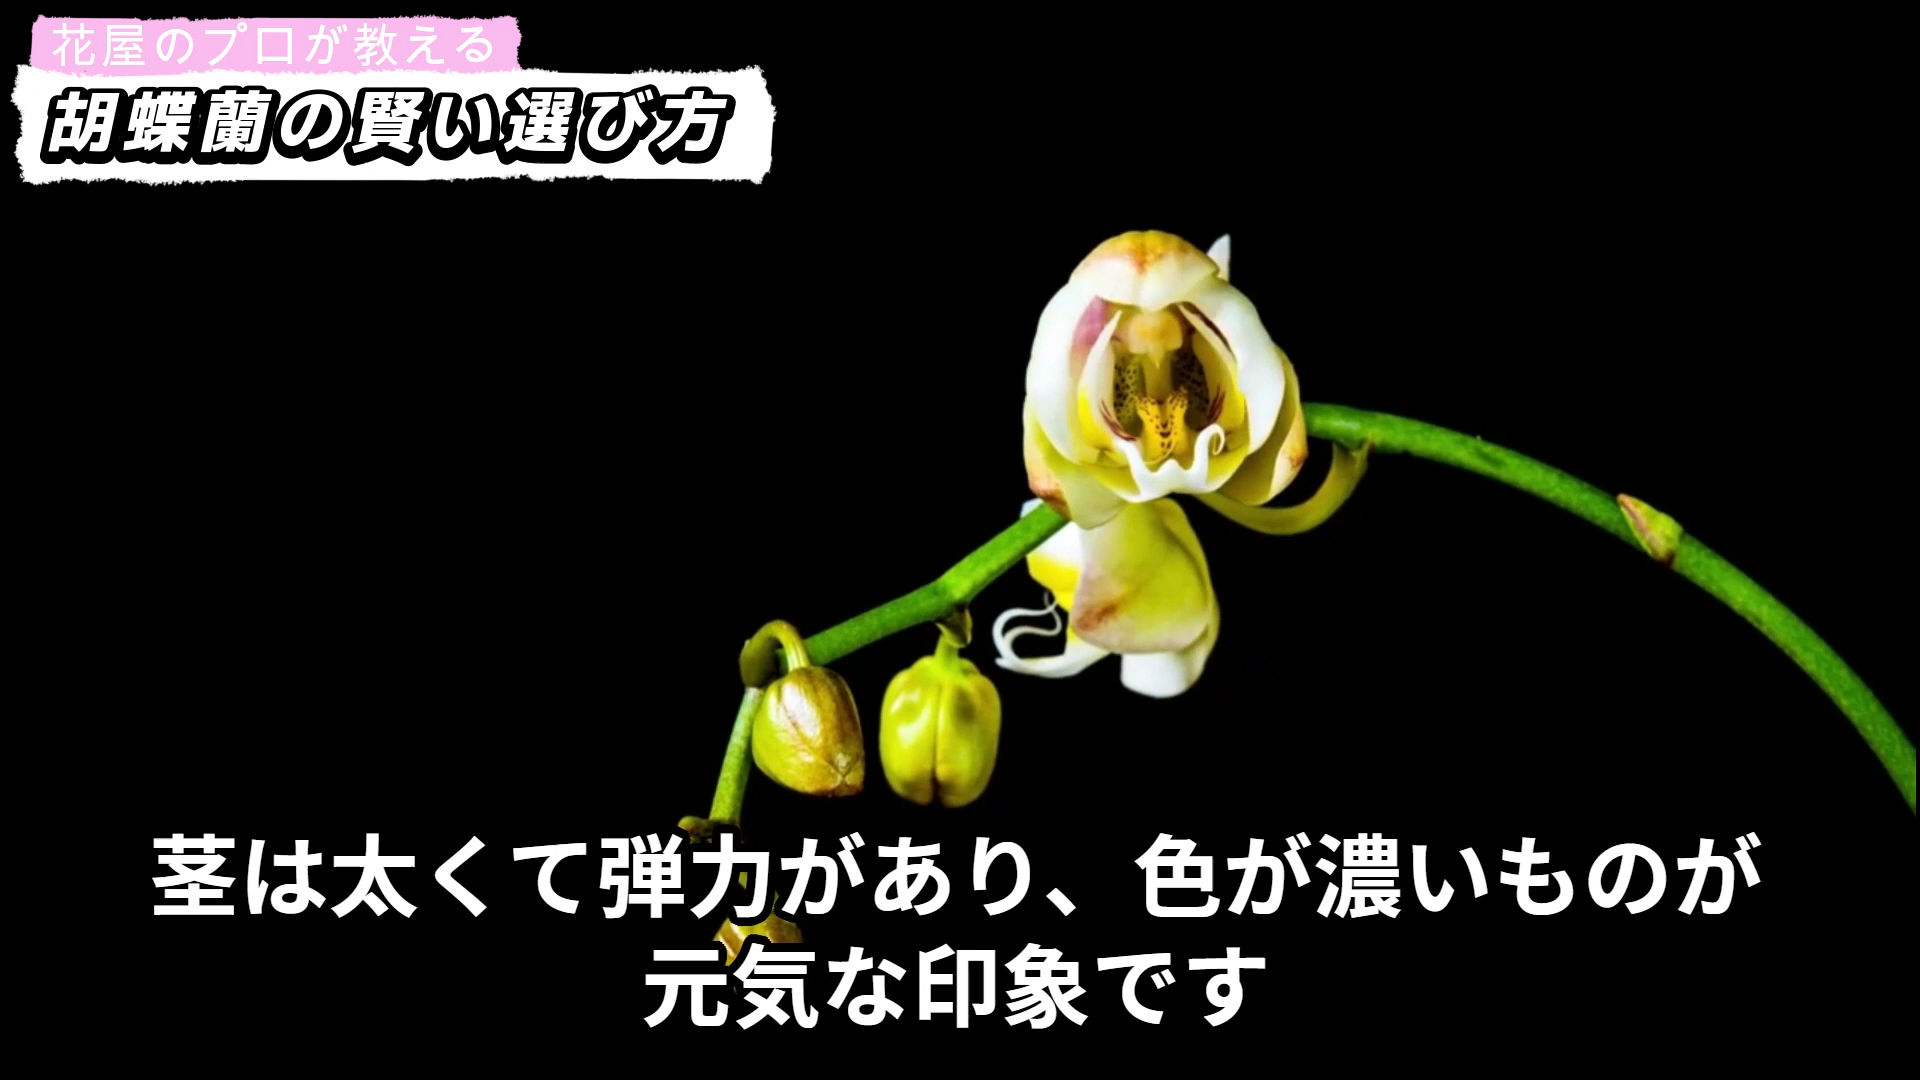 花屋のプロが教える
胡蝶蘭の賢い選び方
茎は太くて弾力があり、色が濃いものが
元気な印象です